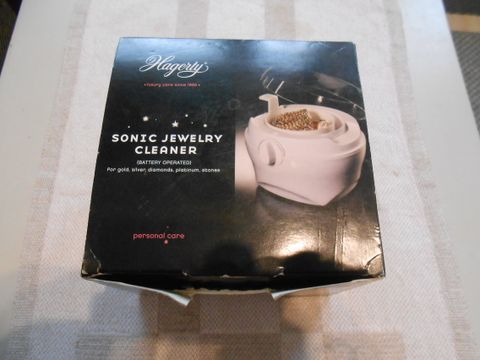 Hagerty
luxury care since 1895
SONIC JEWELRY
CLEANER
(BATTERY OPERATED)
For gold, silver, diamonds, platinum, stones
personal care